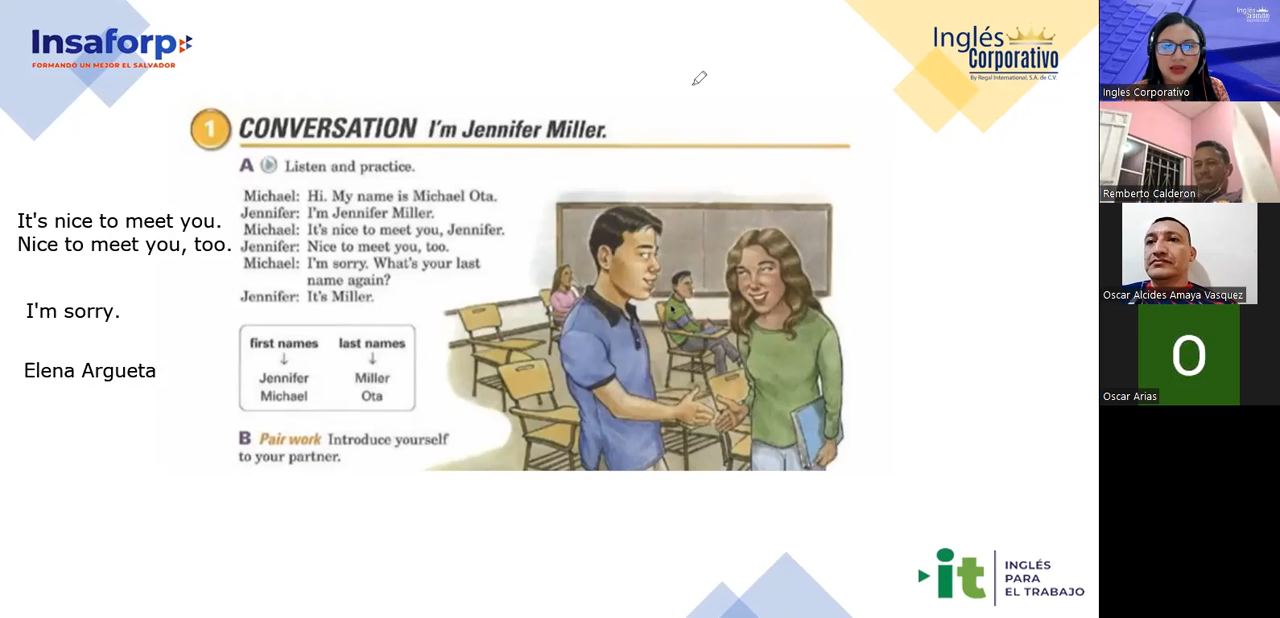 Insaforp
FORMANDO UN MEJOR EL SALVADOR
Inglés
Corporativo
By Regal International, S.A. de C.V.
1 CONVERSATION I'm Jennifer Miller.
A Listen and practice.
Michael: Hi. My name is Michael Ota.
Jennifer: I'm Jennifer Miller.
Michael: It's nice to meet you, Jennifer.
Jennifer: Nice to meet you, too.
Michael: I'm sorry. What's your last
name again?
Jennifer: It's Miller.
first names last names
↓ ↓
Jennifer Miller
Michael Ota
B Pair work Introduce yourself
to your partner.
It's nice to meet you.
Nice to meet you, too.
I'm sorry.
Elena Argueta
it
INGLÉS
PARA
EL TRABAJO
Ingles Corporativo
Remberto Calderon
Oscar Alcides Amaya Vasquez
O
Oscar Arias